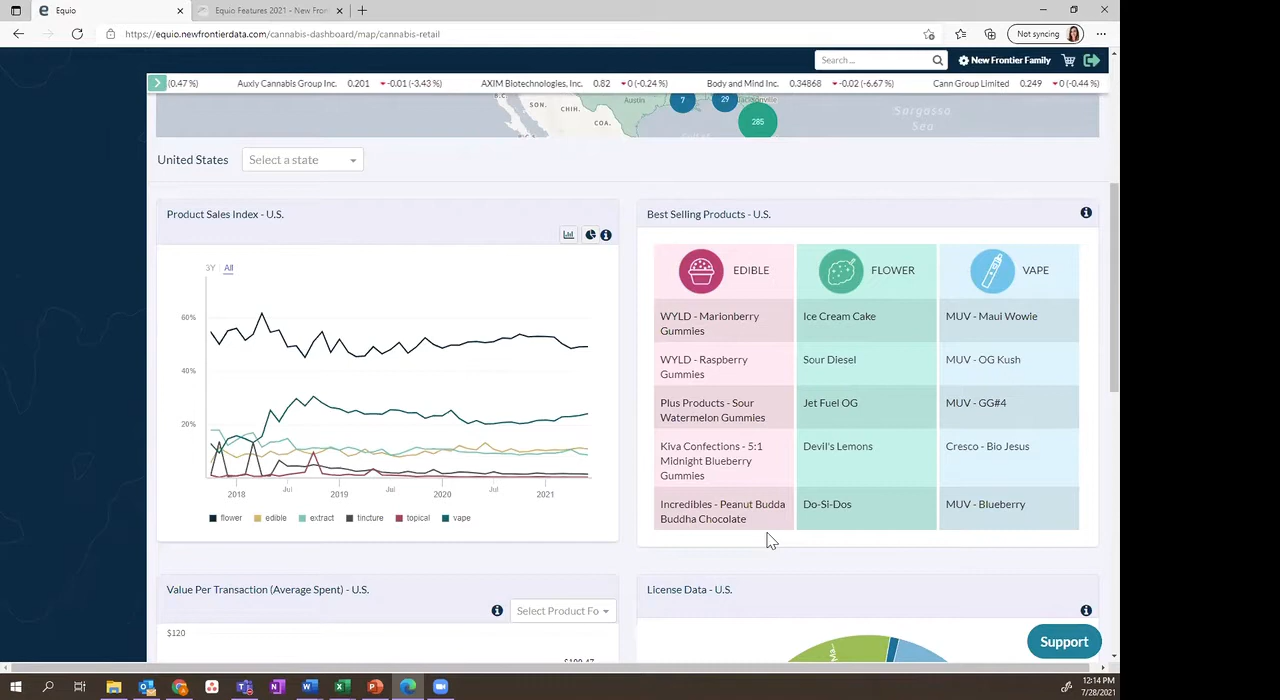 Equio
Equio Features 2021 - New Fron
https://equio.newfrontierdata.com/cannabis-dashboard/map/cannabis-retail
Not syncing
Search ...
New Frontier Family
(0.47 %) Auxly Cannabis Group Inc. 0.201 -0.01 (-3.43 %) AXIM Biotechnologies, Inc. 0.82 0 (-0.24 %) Body and Mind Inc. 0.34868 -0.02 (-6.67 %) Cann Group Limited 0.249 0 (-0.44 %)
SON.
CHIH.
COA.
Austin
7
29
Jacksonville
285
Sargasso
Sea
United States
Select a state
Product Sales Index - U.S.
3Y All
60%
40%
20%
2018 Jul 2019 Jul 2020 Jul 2021
flower edible extract tincture topical vape
Best Selling Products - U.S.
EDIBLE FLOWER VAPE
WYLD - Marionberry Gummies Ice Cream Cake MUV - Maui Wowie
WYLD - Raspberry Gummies Sour Diesel MUV - OG Kush
Plus Products - Sour Watermelon Gummies Jet Fuel OG MUV - GG#4
Kiva Confections - 5:1 Midnight Blueberry Gummies Devil's Lemons Cresco - Bio Jesus
Incredibles - Peanut Budda Buddha Chocolate Do-Si-Dos MUV - Blueberry
Value Per Transaction (Average Spent) - U.S.
Select Product Fo
$120
License Data - U.S.
Support
12:14 PM
7/28/2021